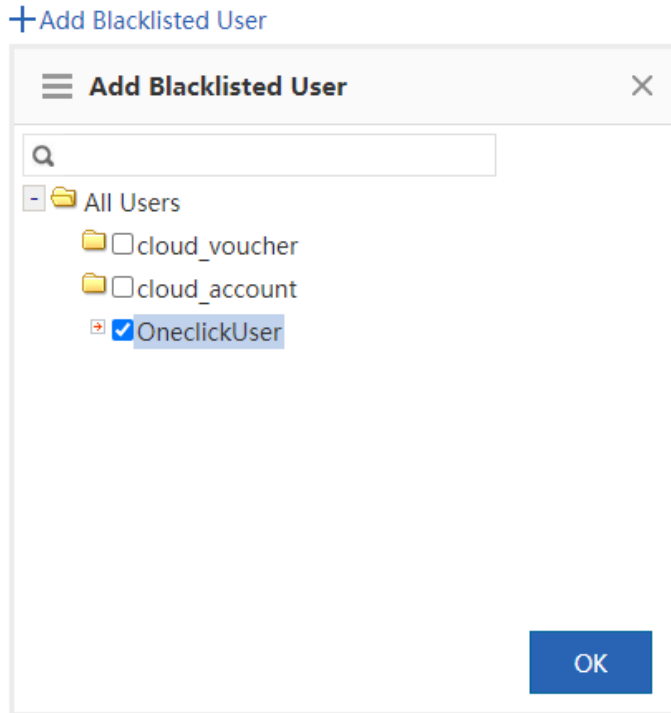 +Add Blacklisted User
Add Blacklisted User
All Users
cloud_voucher
cloud_account
OneclickUser
OK